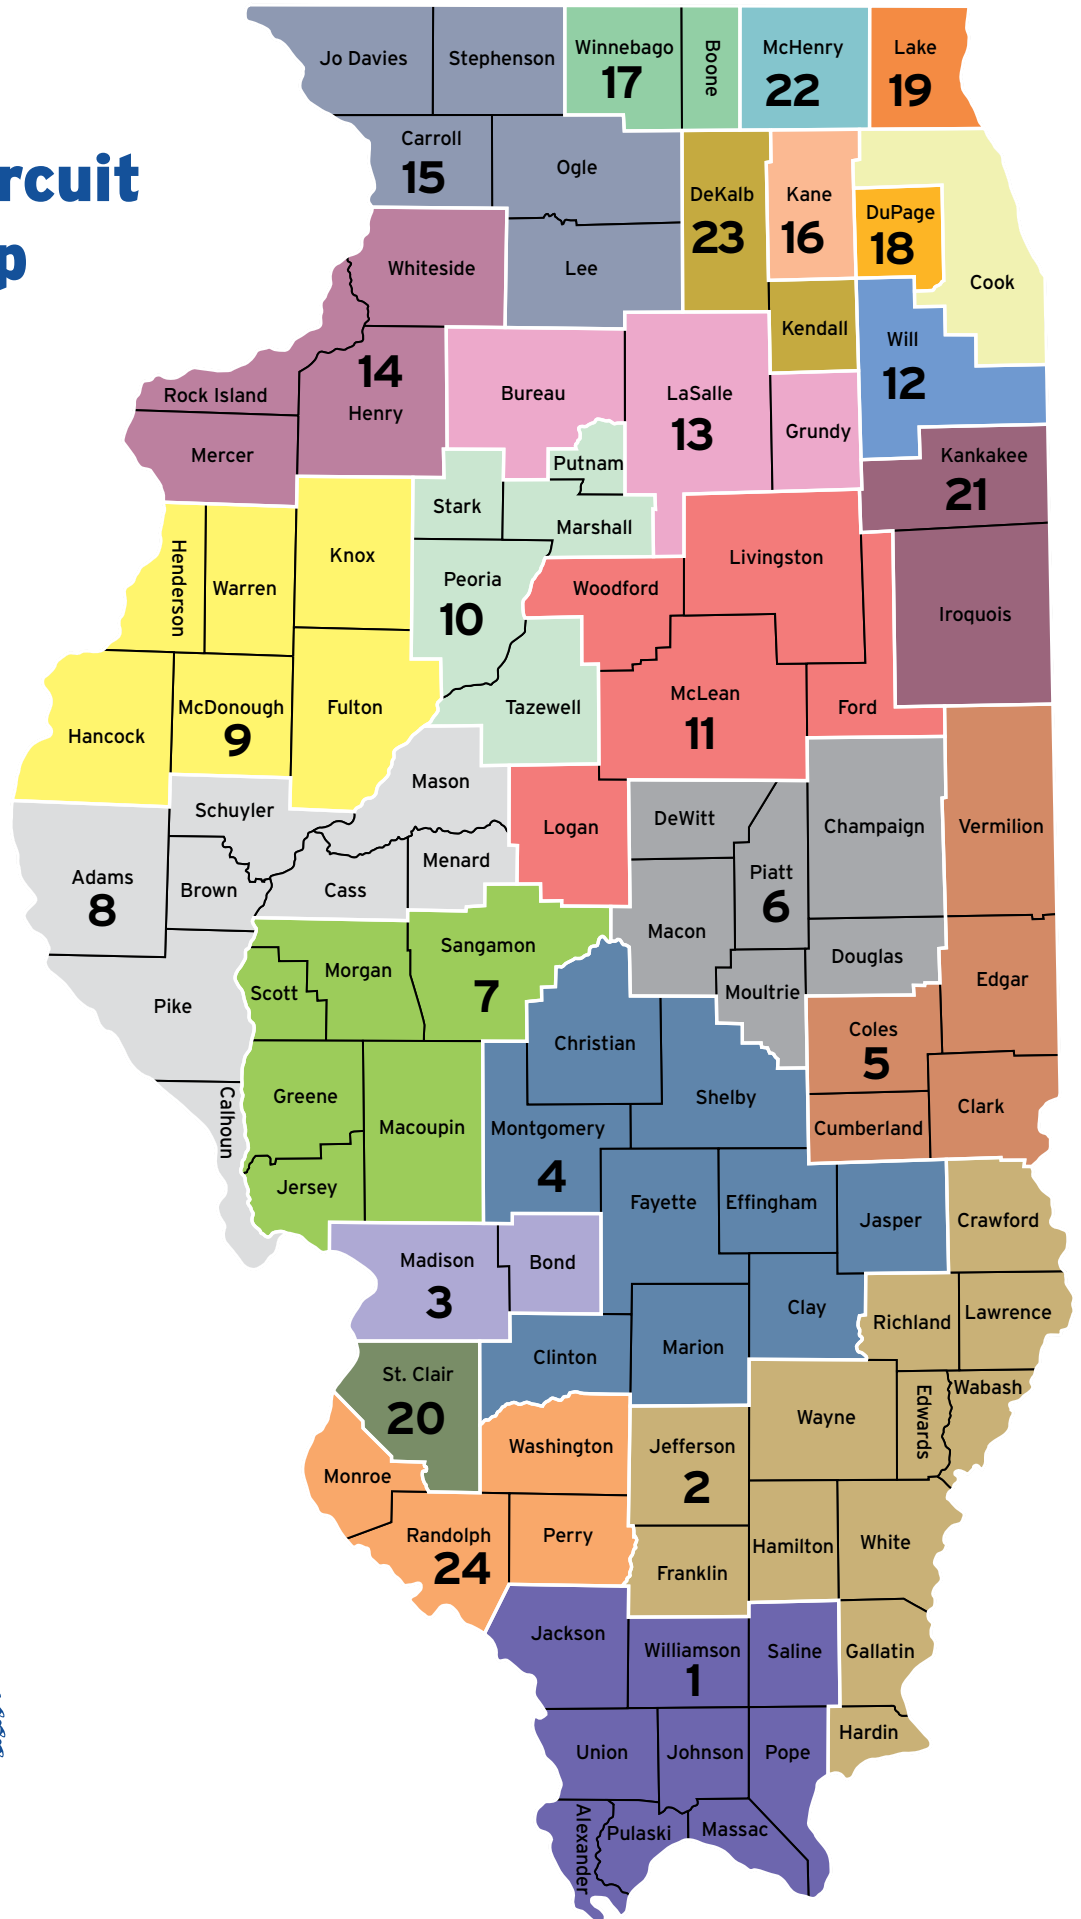 rcuit
p
Jo Davies
Stephenson
Winnebago
17
Boone
McHenry
22
Lake
19
Carroll
15
Ogle
DeKalb
23
Kane
16
DuPage
18
Cook
Whiteside
Lee
Kendall
Will
12
14
Henry
Rock Island
Mercer
Bureau
LaSalle
13
Grundy
Putnam
Kankakee
21
Stark
Marshall
Henderson
Warren
Knox
Peoria
10
Woodford
Livingston
Iroquois
Hancock
McDonough
9
Fulton
Tazewell
McLean
11
Ford
Mason
Schuyler
Logan
DeWitt
Champaign
Vermilion
Adams
8
Brown
Cass
Menard
Piatt
6
Macon
Sangamon
7
Morgan
Scott
Pike
Douglas
Moultrie
Edgar
Christian
Coles
5
Shelby
Greene
Calhoun
Macoupin
Montgomery
4
Cumberland
Clark
Jersey
Fayette
Effingham
Jasper
Crawford
Madison
3
Bond
Clay
Richland
Lawrence
Clinton
Marion
St. Clair
20
Wayne
Edwards
Wabash
Monroe
Washington
Jefferson
2
Randolph
24
Perry
Franklin
Hamilton
White
Jackson
Williamson
1
Saline
Gallatin
Union
Johnson
Pope
Hardin
Alexander
Pulaski
Massac